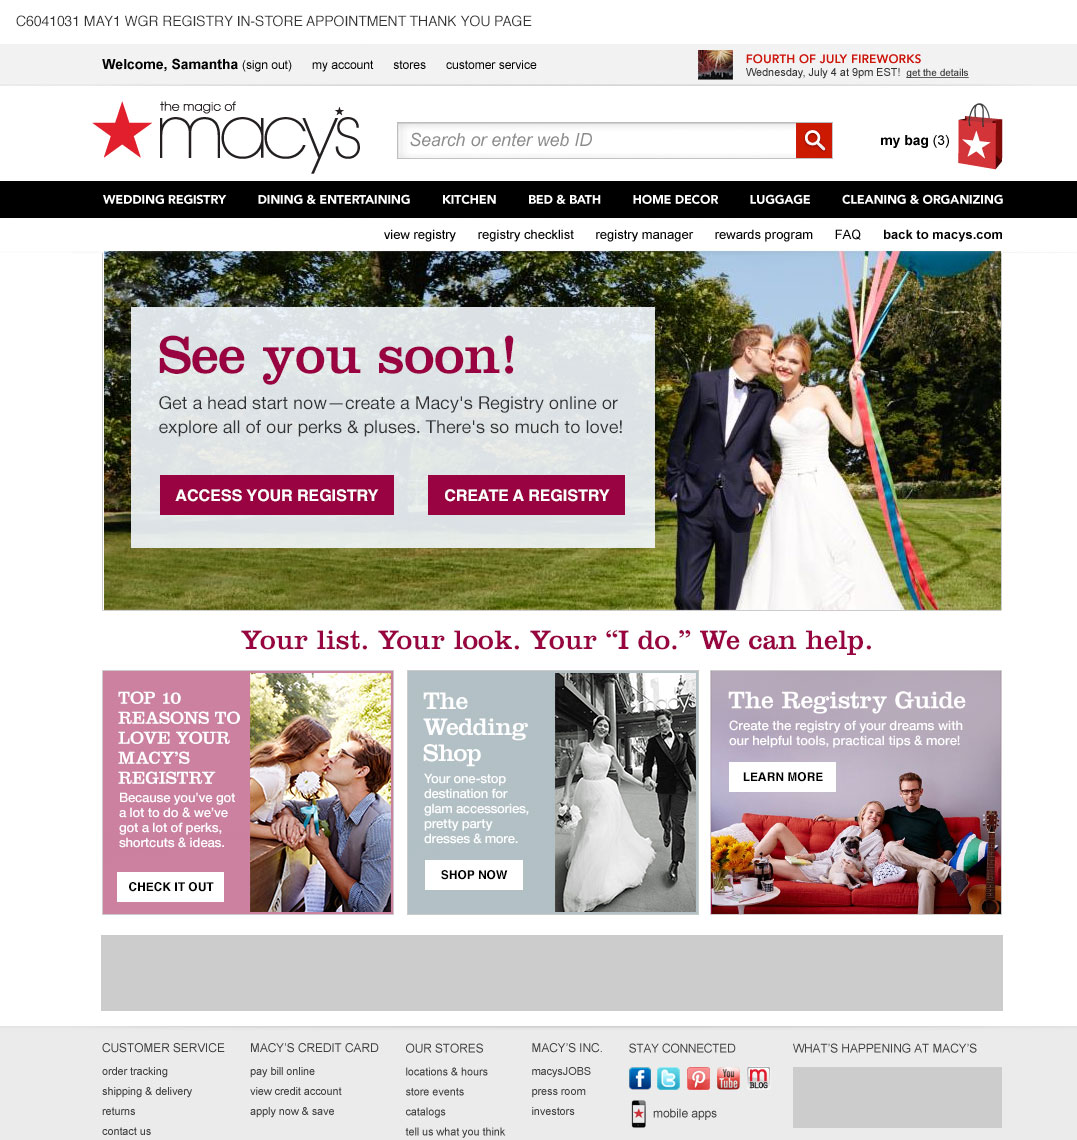 C6041031 MAY1 WGR REGISTRY IN-STORE APPOINTMENT THANK YOU PAGE
Welcome, Samantha (sign out) my account stores customer service
FOURTH OF JULY FIREWORKS
Wednesday, July 4 at 9pm EST! get the details
the magic of
macy's
Search or enter web ID
my bag (3)
WEDDING REGISTRY DINING & ENTERTAINING KITCHEN BED & BATH HOME DECOR LUGGAGE CLEANING & ORGANIZING
view registry registry checklist registry manager rewards program FAQ back to macys.com
See you soon!
Get a head start now—create a Macy's Registry online or
explore all of our perks & pluses. There's so much to love!
ACCESS YOUR REGISTRY CREATE A REGISTRY
Your list. Your look. Your “I do.” We can help.
TOP 10
REASONS TO
LOVE YOUR
MACY'S
REGISTRY
Because you've got
a lot to do & we've
got a lot of perks,
shortcuts & ideas.
CHECK IT OUT
The
Wedding
Shop
Your one-stop
destination for
glam accessories,
pretty party
dresses & more.
SHOP NOW
macy's
The Registry Guide
Create the registry of your dreams with
our helpful tools, practical tips & more!
LEARN MORE
CUSTOMER SERVICE
order tracking
shipping & delivery
returns
contact us
MACY'S CREDIT CARD
pay bill online
view credit account
apply now & save
OUR STORES
locations & hours
store events
catalogs
tell us what you think
MACY'S INC.
macysJOBS
press room
investors
STAY CONNECTED
You Tube
m BLOG
mobile apps
WHAT'S HAPPENING AT MACY'S